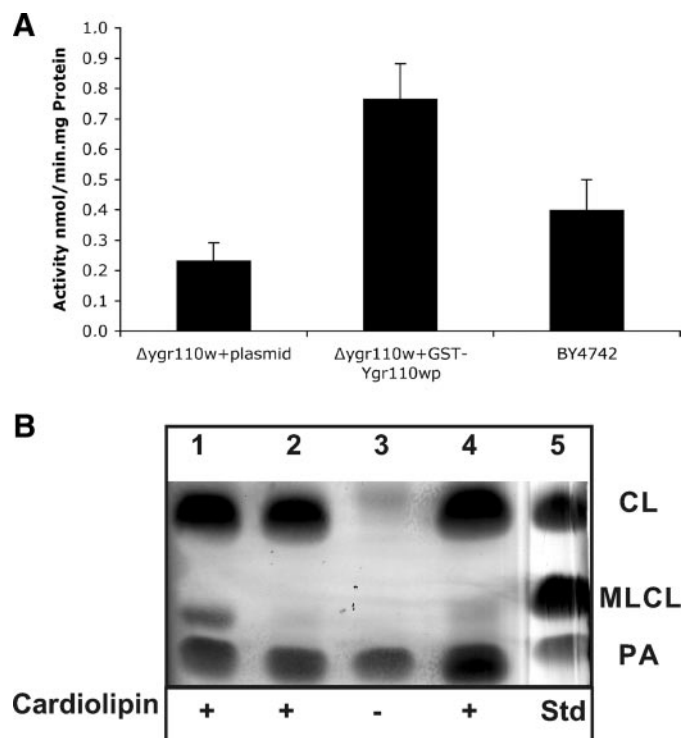 A
Activity nmol/min.mg Protein
1.0
0.9
0.8
0.7
0.6
0.5
0.4
0.3
0.2
0.1
0.0
Δygr110w+plasmid
Δygr110w+GST-
Ygr110wp
BY4742
B
1 2 3 4 5
CL
MLCL
PA
Cardiolipin + + - + Std